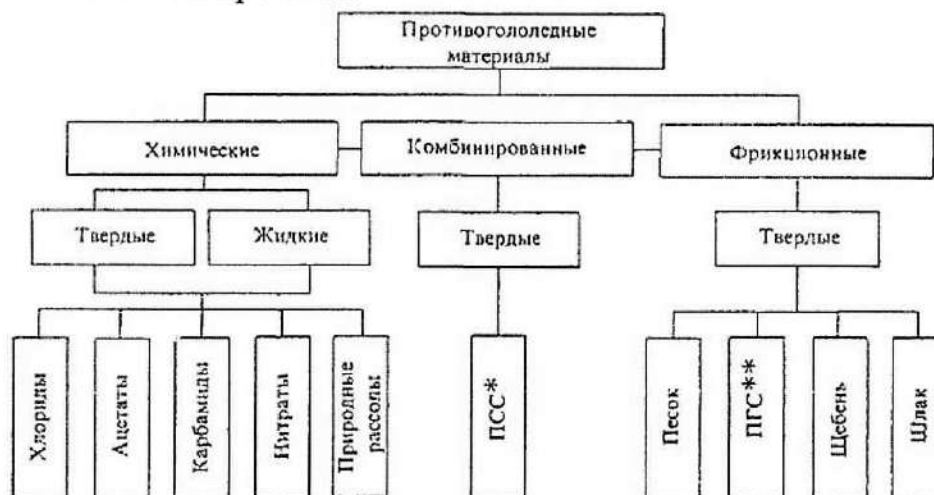 Противогололедные
материалы
Химические
Комбинированные
Фрикционные
Твердые
Жидкие
Твердые
Твердые
Хлориды
Ацетаты
Карбамиды
Нитраты
Природные
рассолы
ПСС*
Песок
ПГС**
Щебень
Шлак